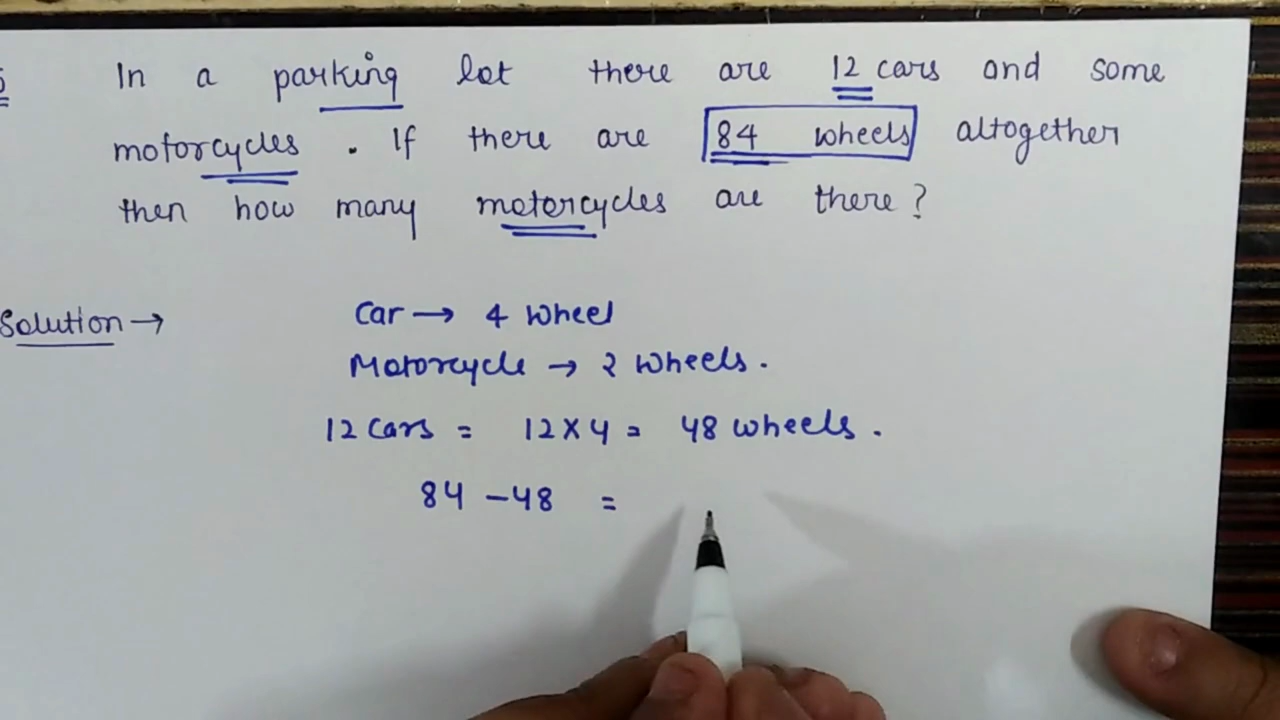 In a parking lot there are 12 cars and some
motorcycles . If there are 84 wheels altogether
then how many motorcycles are there?
Solution →
Car → 4 wheel
Motorcycle → 2 wheels.
12 Cars = 12 × 4 = 48 wheels.
84 - 48 =